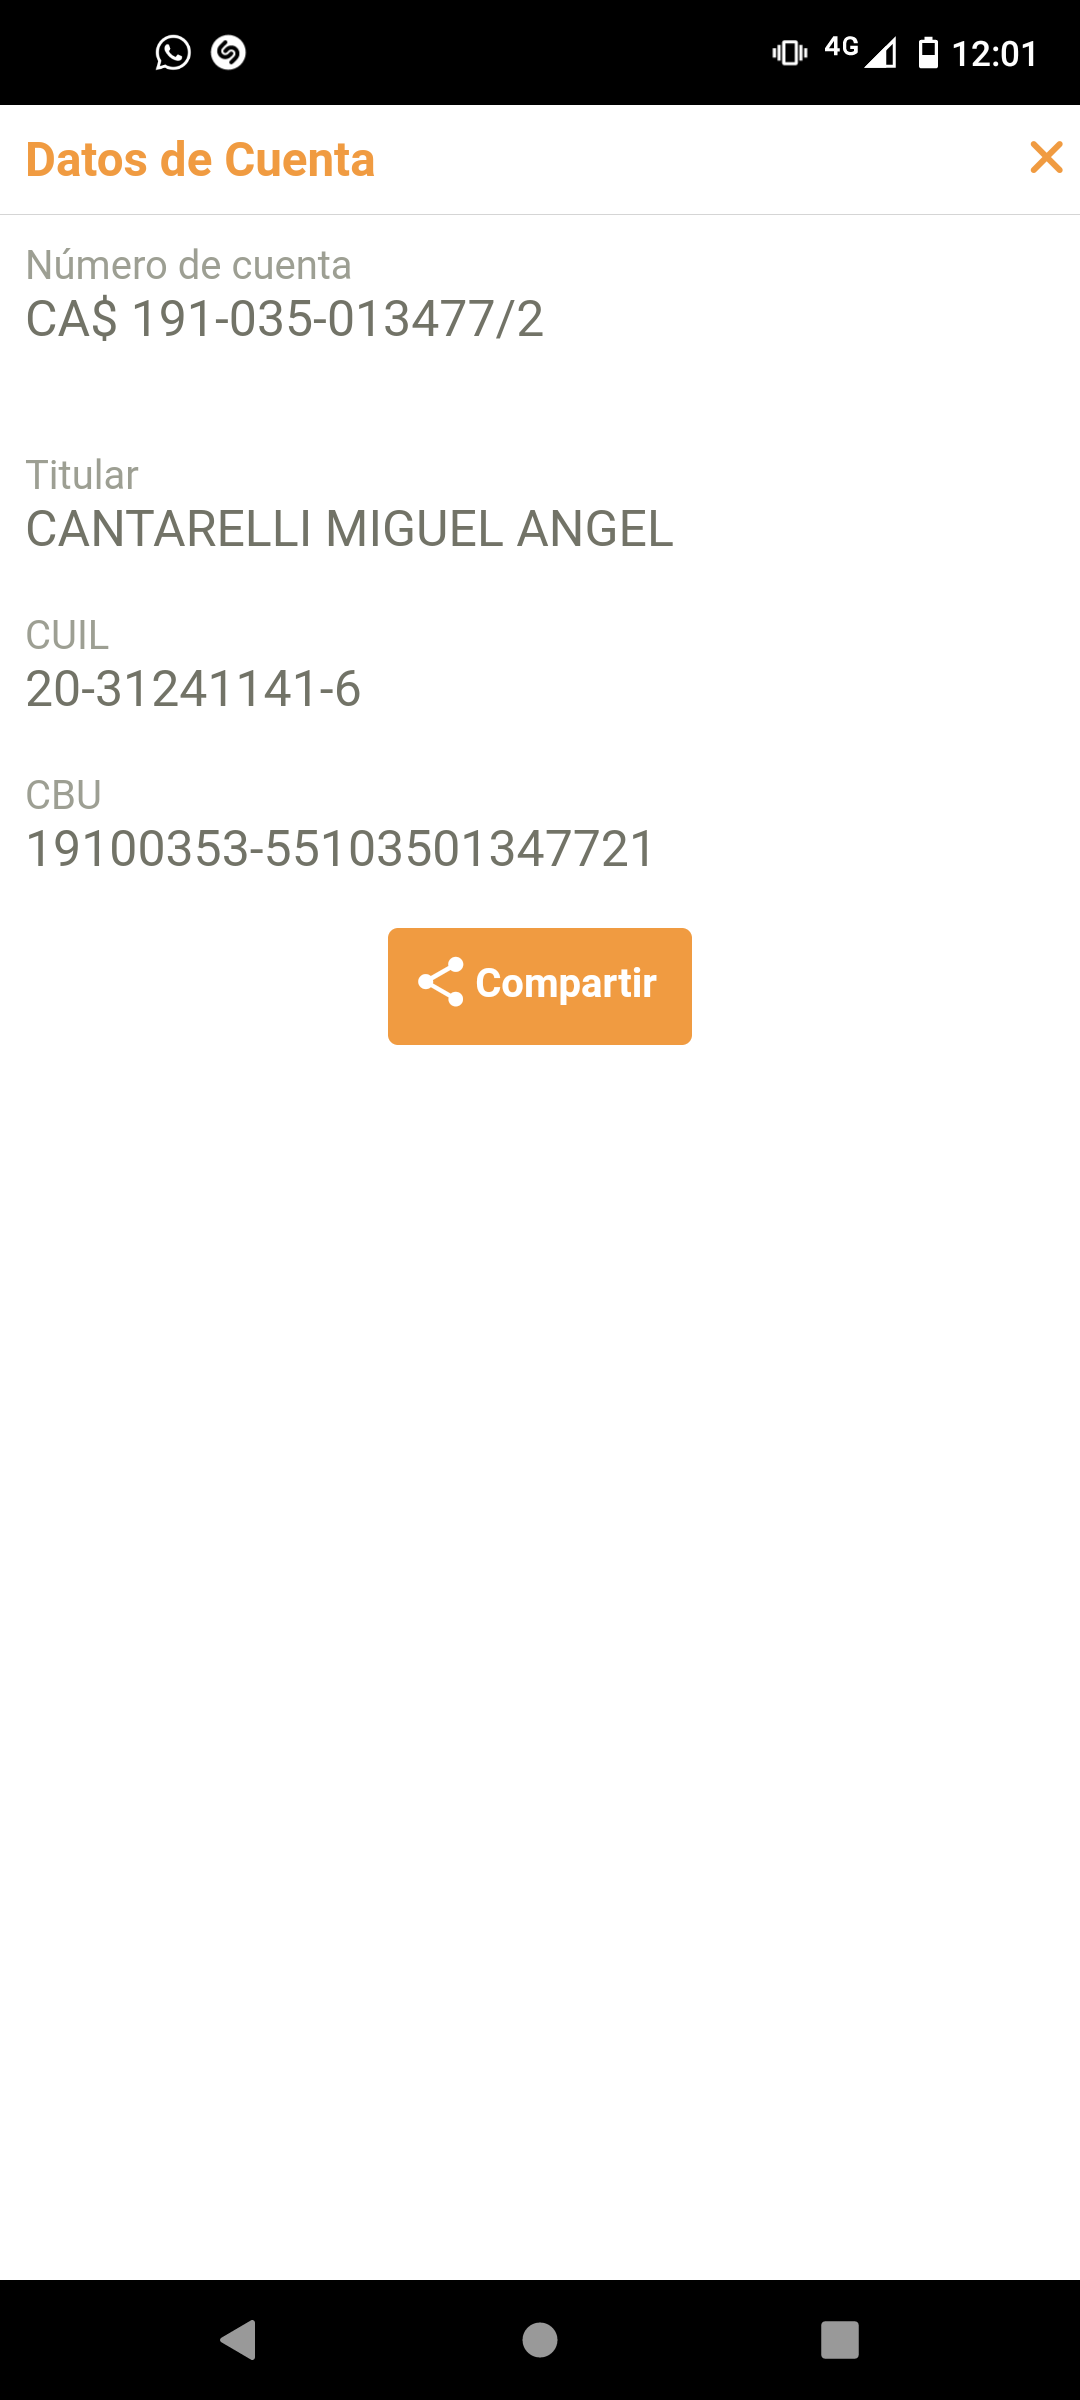 4G 12:01
Datos de Cuenta
Número de cuenta
CA$ 191-035-013477/2
Titular
CANTARELLI MIGUEL ANGEL
CUIL
20-31241141-6
CBU
19100353-55103501347721
Compartir